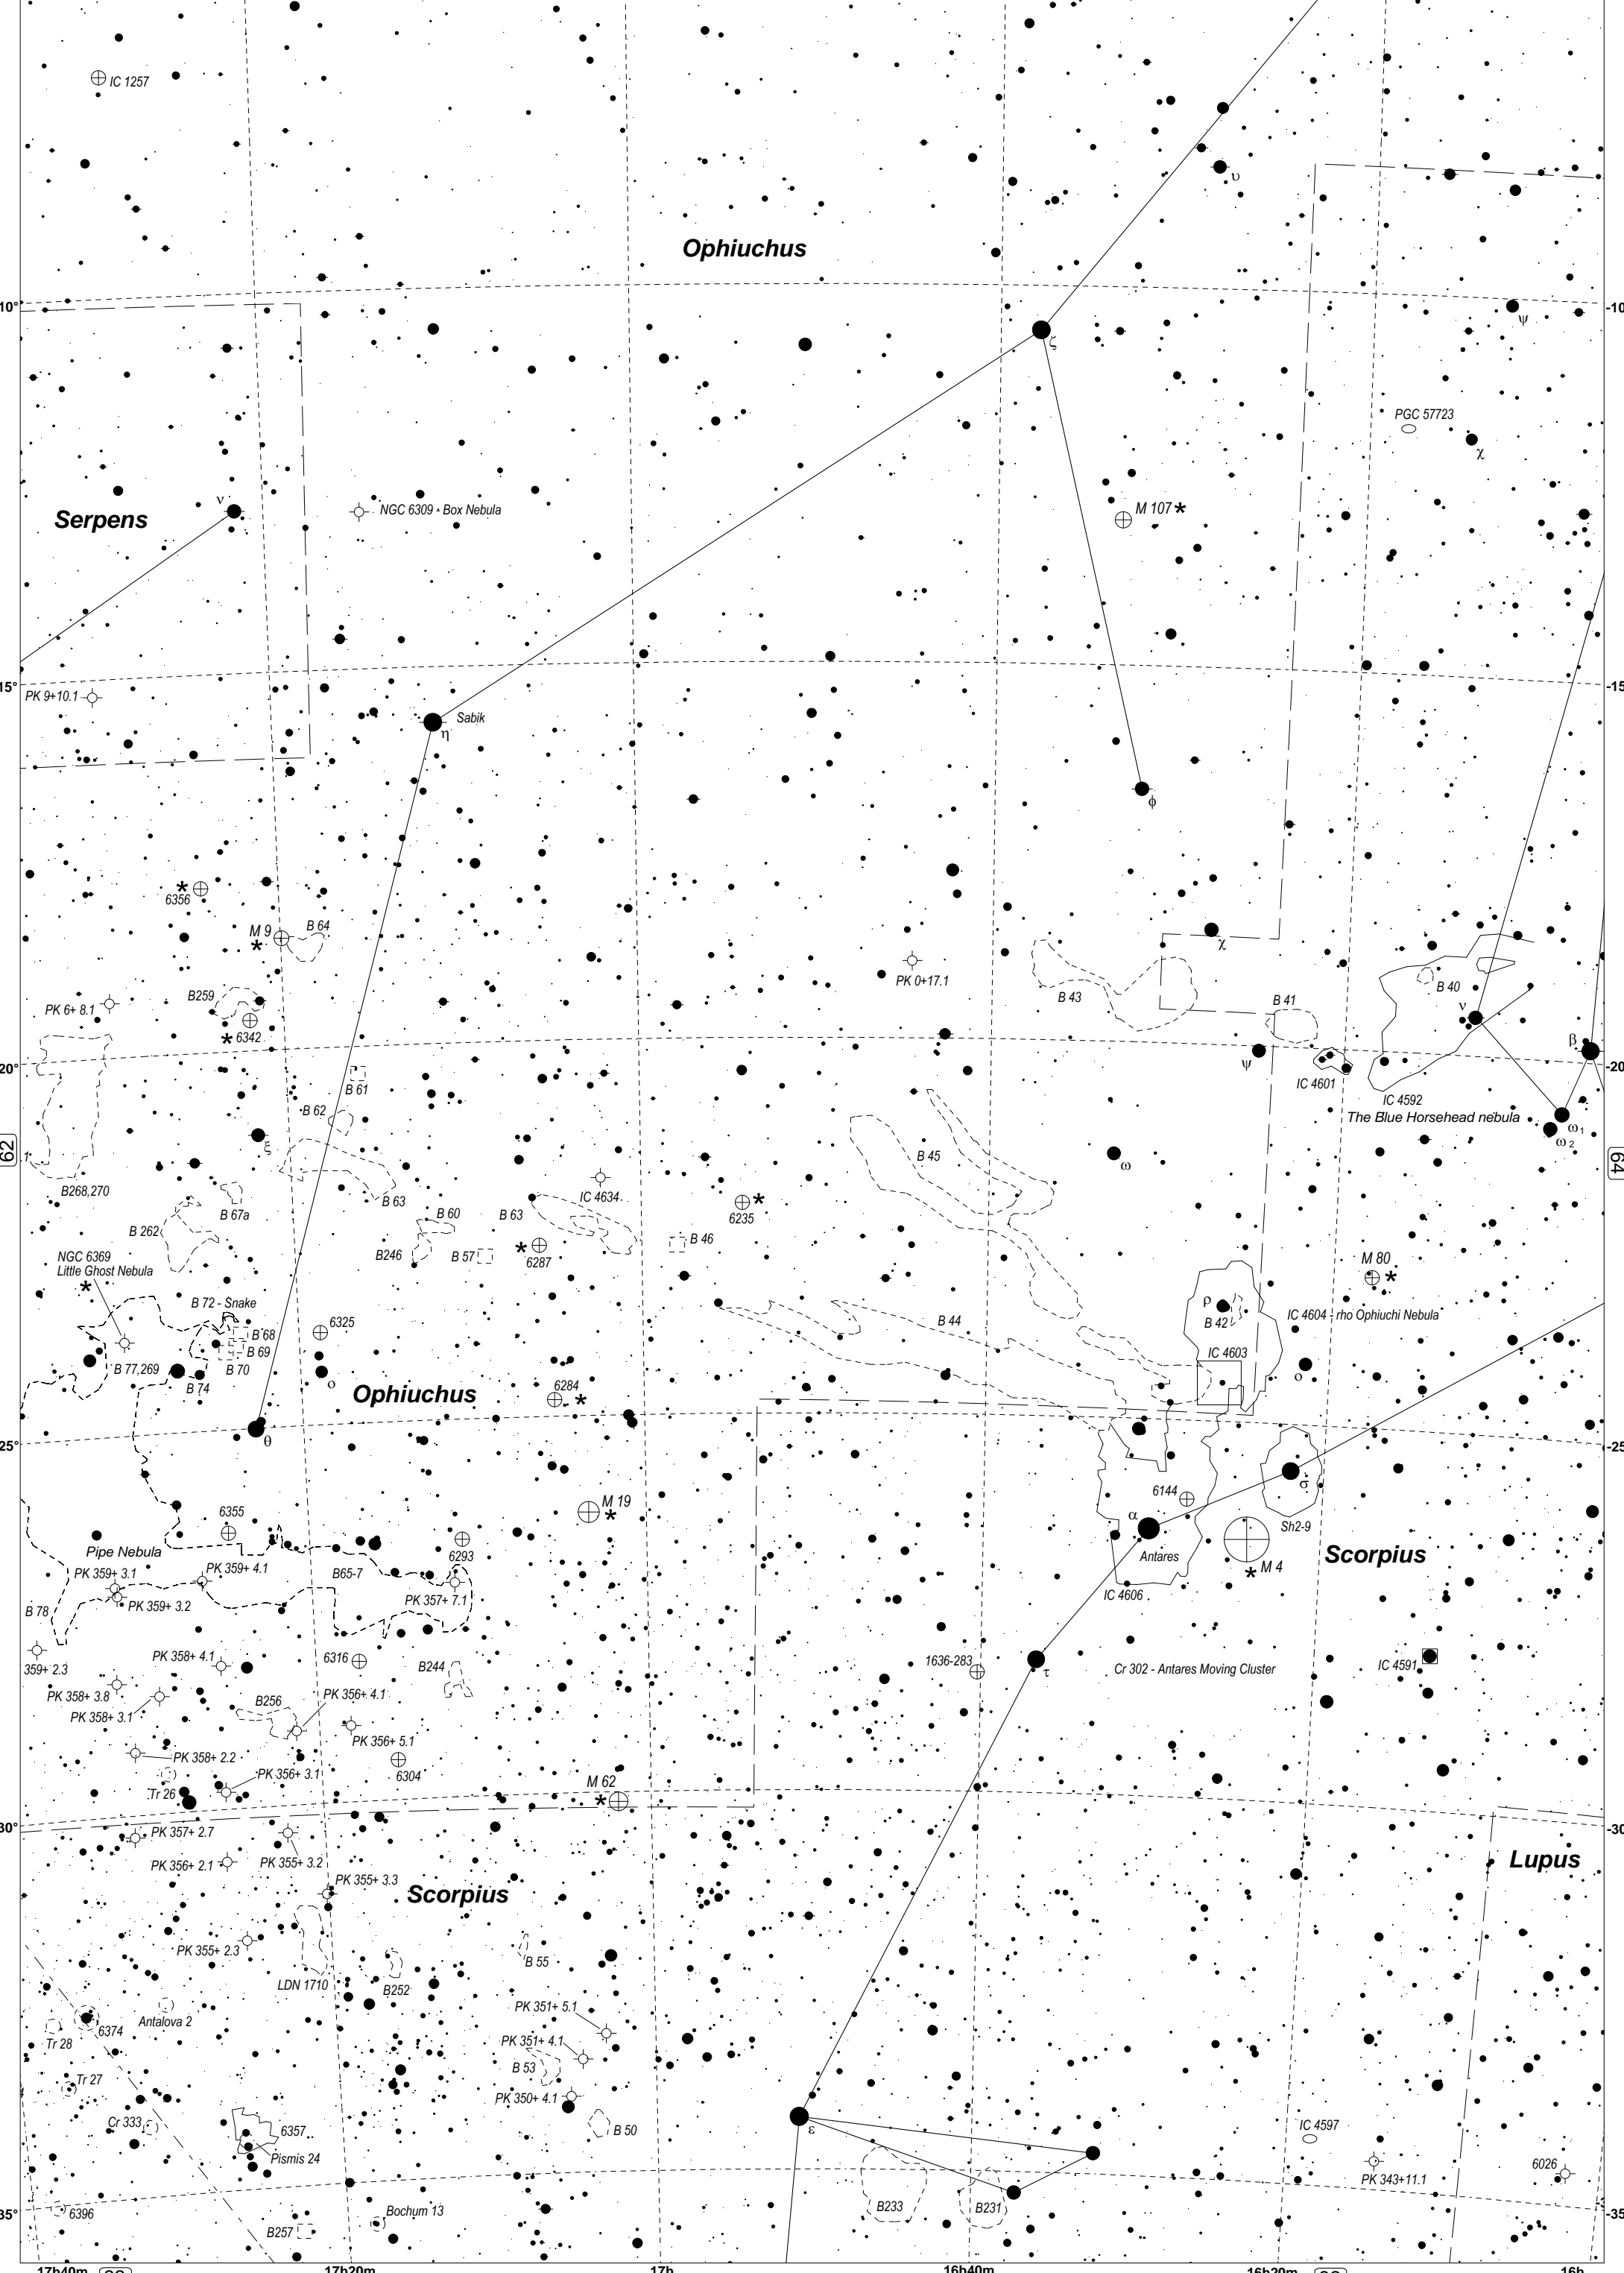 IC 1257
υ
Ophiuchus
10°
-10
ψ
ζ
PGC 57723
χ
ν
NGC 6309 - Box Nebula
M 107 *
Serpens
15°
-15
PK 9+10.1
Sabik
η
φ
*
6356
M 9
*
B 64
χ
PK 0+17.1
B 43
B 41
B 40
ν
B259
PK 6+ 8.1
* 6342
β
ψ
20°
-20
B 61
IC 4601
IC 4592
The Blue Horsehead nebula
B 62
ω 1
ω 2
ξ
62
64
B 45
ω
B268,270
B 67a
B 63
IC 4634
B 60
B 63
*
6235
B 262
B246
B 57
*
6287
B 46
NGC 6369
Little Ghost Nebula
*
M 80
*
B 72 - Snake
ρ
B 42
IC 4604 - rho Ophiuchi Nebula
6325
B 68
B 69
B 44
B 77,269
B 70
B 74
IC 4603
ο
ο
Ophiuchus
6284
*
θ
25°
-25
σ
6144
M 19
*
6355
α
Sh2-9
Pipe Nebula
6293
Antares
Scorpius
* M 4
PK 359+ 3.1
PK 359+ 4.1
B65-7
PK 357+ 7.1
IC 4606
PK 359+ 3.2
B 78
PK 358+ 4.1
6316
B244
1636-283
τ
Cr 302 - Antares Moving Cluster
IC 4591
359+ 2.3
PK 358+ 3.8
PK 358+ 3.1
B256
PK 356+ 4.1
PK 358+ 2.2
PK 356+ 5.1
PK 356+ 3.1
6304
M 62
*
Tr 26
30°
-30
PK 357+ 2.7
PK 356+ 2.1
PK 355+ 3.2
Lupus
PK 355+ 3.3
Scorpius
PK 355+ 2.3
LDN 1710
B252
B 55
PK 351+ 5.1
Antalova 2
6374
Tr 28
PK 351+ 4.1
B 53
Tr 27
PK 350+ 4.1
Cr 333
6357
B 50
ε
IC 4597
Pismis 24
PK 343+11.1
6026
6396
Bochum 13
B233
B231
35°
-35
B257
17h40m
17h20m
17h
16h40m
16h20m
16h